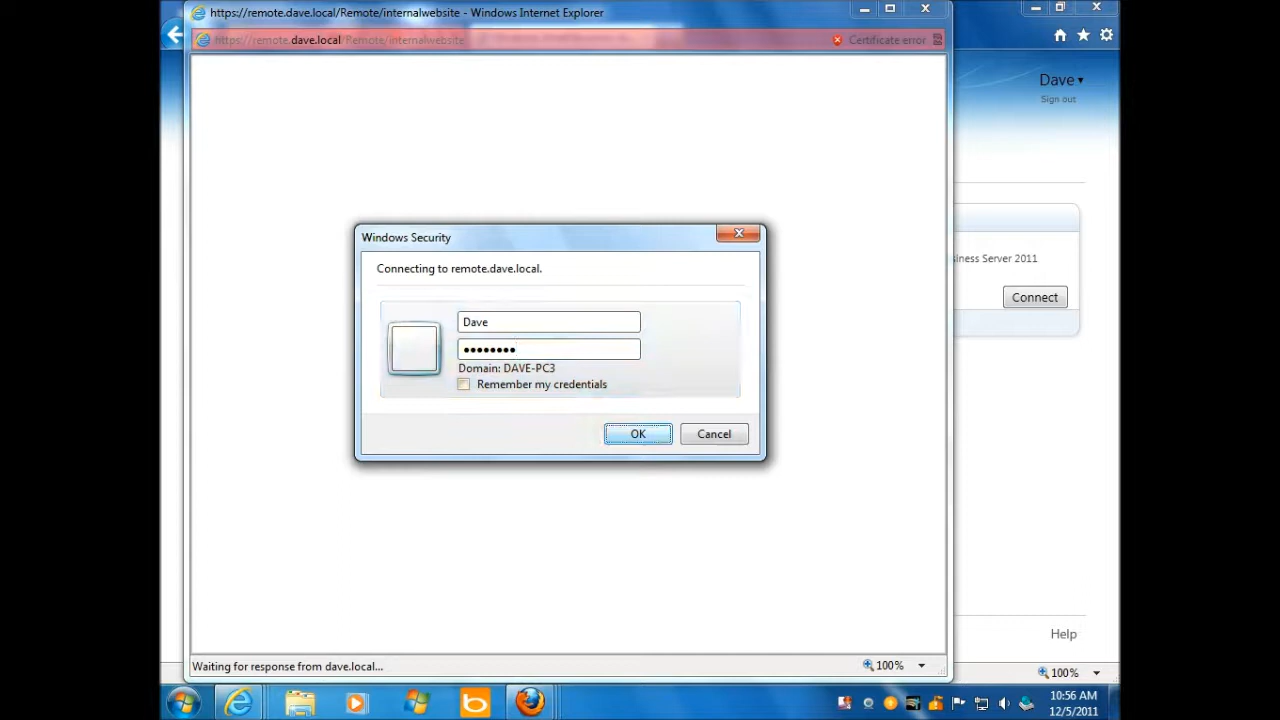 https://remote.dave.local/Remote/internalwebsite - Windows Internet Explorer
https://remote.dave.local/Remote/internalwebsite
Certificate error
Dave
Sign out
Windows Security
Connecting to remote.dave.local.
Dave
Domain: DAVE-PC3
Remember my credentials
OK
Cancel
iness Server 2011
Connect
Help
Waiting for response from dave.local...
100%
100%
10:56 AM
12/5/2011